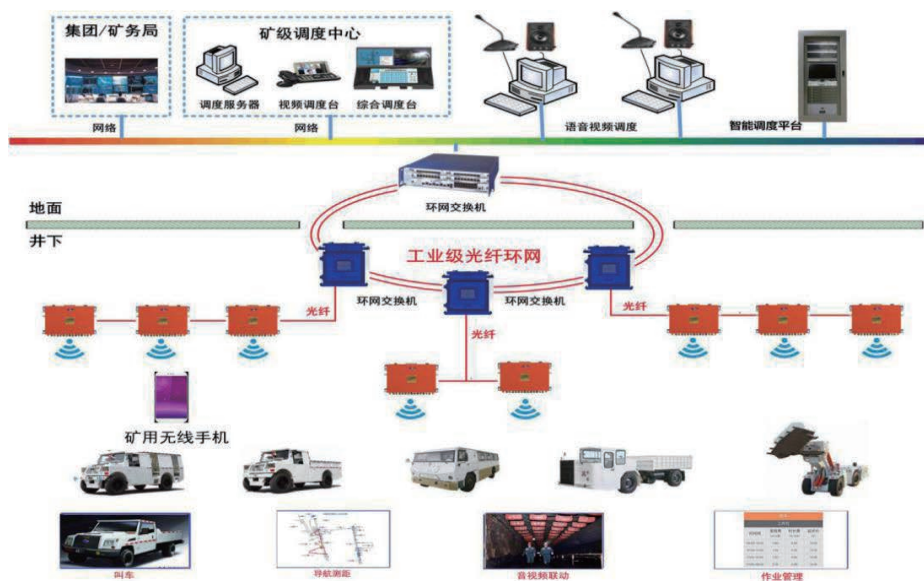 集团/矿务局
矿级调度中心
调度服务器
视频调度台
综合调度台
网络
网络
语音视频调度
智能调度平台
环网交换机
地面
井下
工业级光纤环网
环网交换机
环网交换机
光纤
光纤
光纤
矿用无线手机
叫车
导航测距
音视频联动
作业管理